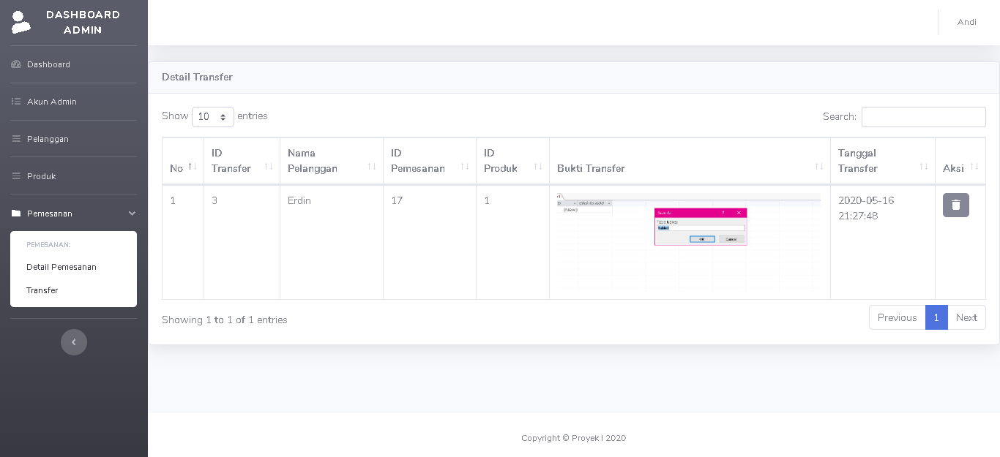 DASHBOARD
ADMIN
Andi
Dashboard
Akun Admin
Pelanggan
Produk
Pemesanan
PEMESANAN:
Detail Pemesanan
Transfer
Detail Transfer
Show 10 entries
Search:
No
ID
Transfer
Nama
Pelanggan
ID
Pemesanan
ID
Produk
Bukti Transfer
Tanggal
Transfer
Aksi
1
3
Erdin
17
1
Click to Add
(New)
Save As
? ×
Table Name:
Table1
OK
Cancel
2020-05-16
21:27:48
Showing 1 to 1 of 1 entries
Previous 1 Next
Copyright © Proyek I 2020